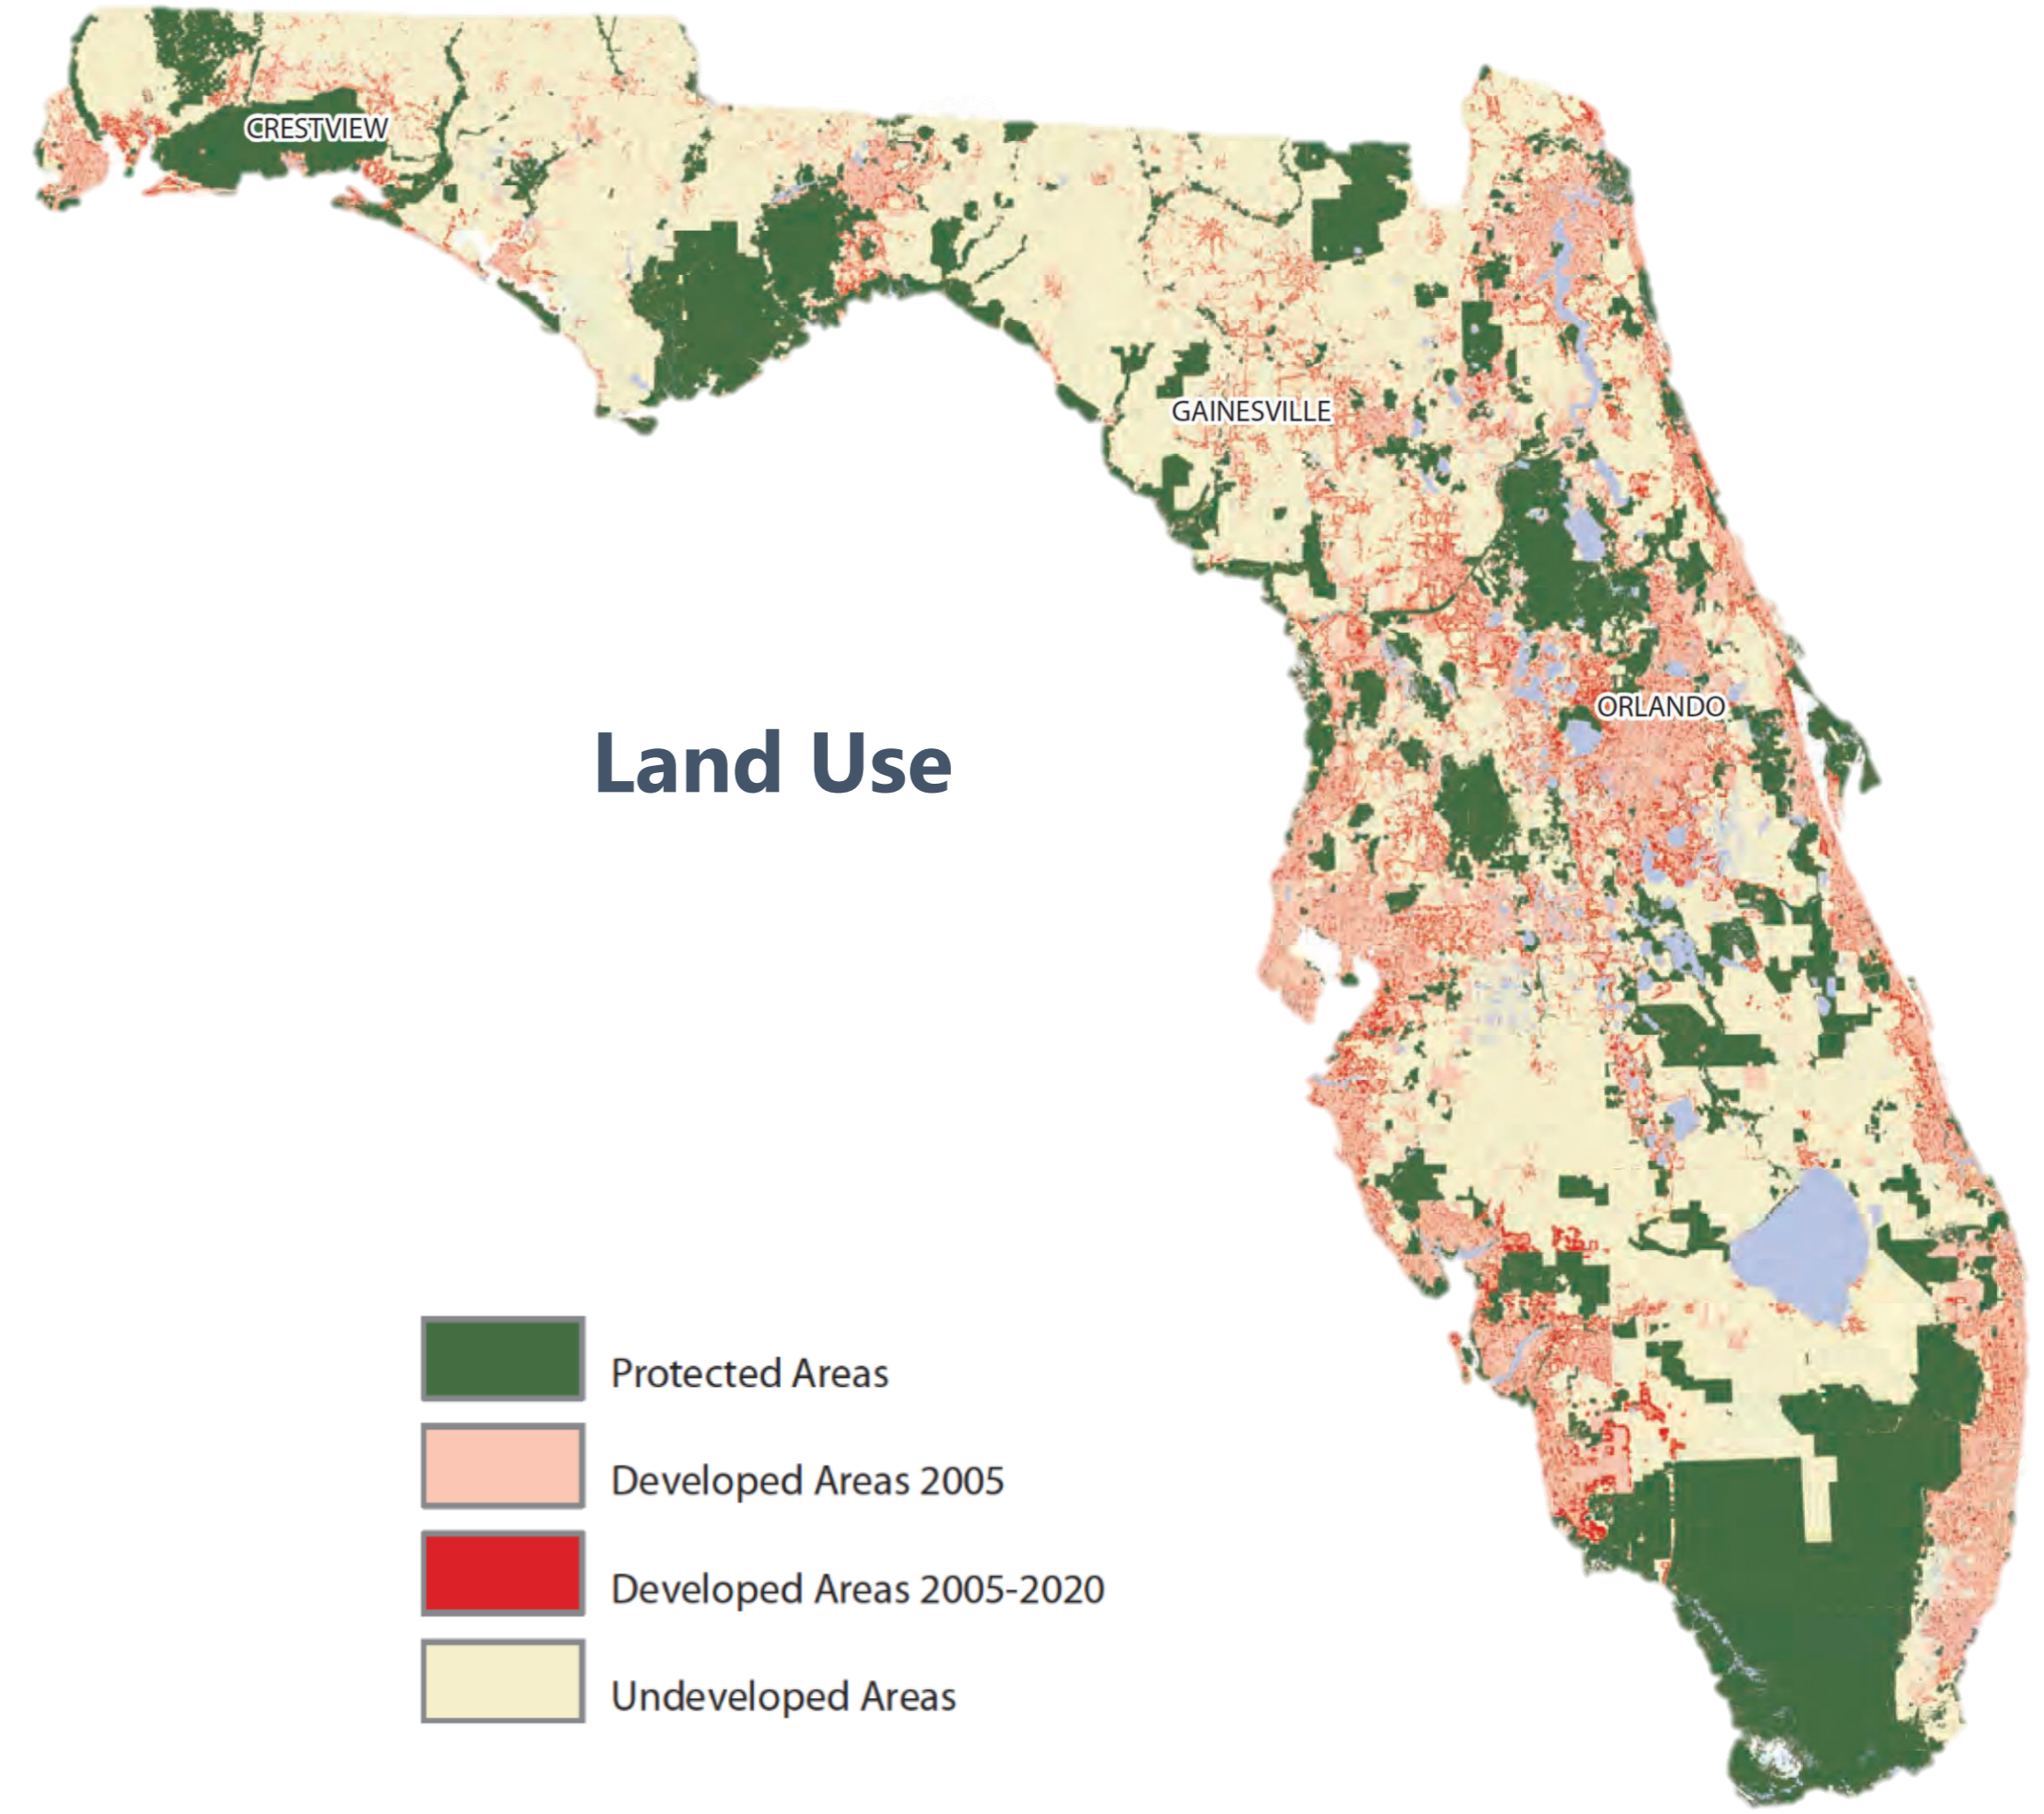 CRESTVIEW
GAINESVILLE
ORLANDO
Land Use
Protected Areas
Developed Areas 2005
Developed Areas 2005-2020
Undeveloped Areas